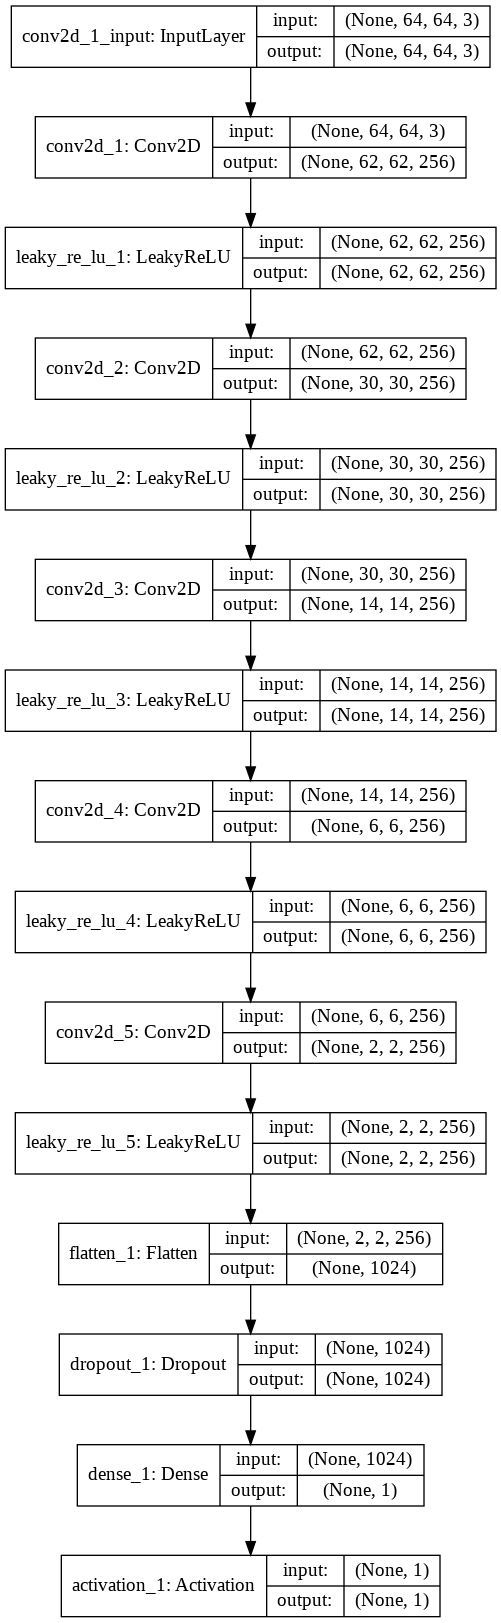 conv2d_1_input: InputLayer
input: (None, 64, 64, 3)
output: (None, 64, 64, 3)
conv2d_1: Conv2D
input: (None, 64, 64, 3)
output: (None, 62, 62, 256)
leaky_re_lu_1: LeakyReLU
input: (None, 62, 62, 256)
output: (None, 62, 62, 256)
conv2d_2: Conv2D
input: (None, 62, 62, 256)
output: (None, 30, 30, 256)
leaky_re_lu_2: LeakyReLU
input: (None, 30, 30, 256)
output: (None, 30, 30, 256)
conv2d_3: Conv2D
input: (None, 30, 30, 256)
output: (None, 14, 14, 256)
leaky_re_lu_3: LeakyReLU
input: (None, 14, 14, 256)
output: (None, 14, 14, 256)
conv2d_4: Conv2D
input: (None, 14, 14, 256)
output: (None, 6, 6, 256)
leaky_re_lu_4: LeakyReLU
input: (None, 6, 6, 256)
output: (None, 6, 6, 256)
conv2d_5: Conv2D
input: (None, 6, 6, 256)
output: (None, 2, 2, 256)
leaky_re_lu_5: LeakyReLU
input: (None, 2, 2, 256)
output: (None, 2, 2, 256)
flatten_1: Flatten
input: (None, 2, 2, 256)
output: (None, 1024)
dropout_1: Dropout
input: (None, 1024)
output: (None, 1024)
dense_1: Dense
input: (None, 1024)
output: (None, 1)
activation_1: Activation
input: (None, 1)
output: (None, 1)